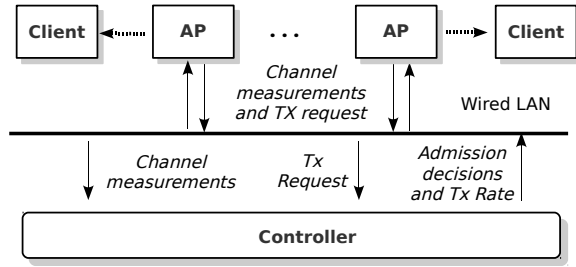 Client
AP
...
AP
Client
Channel
measurements
and TX request
Wired LAN
Channel
measurements
Tx
Request
Admission
decisions
and Tx Rate
Controller